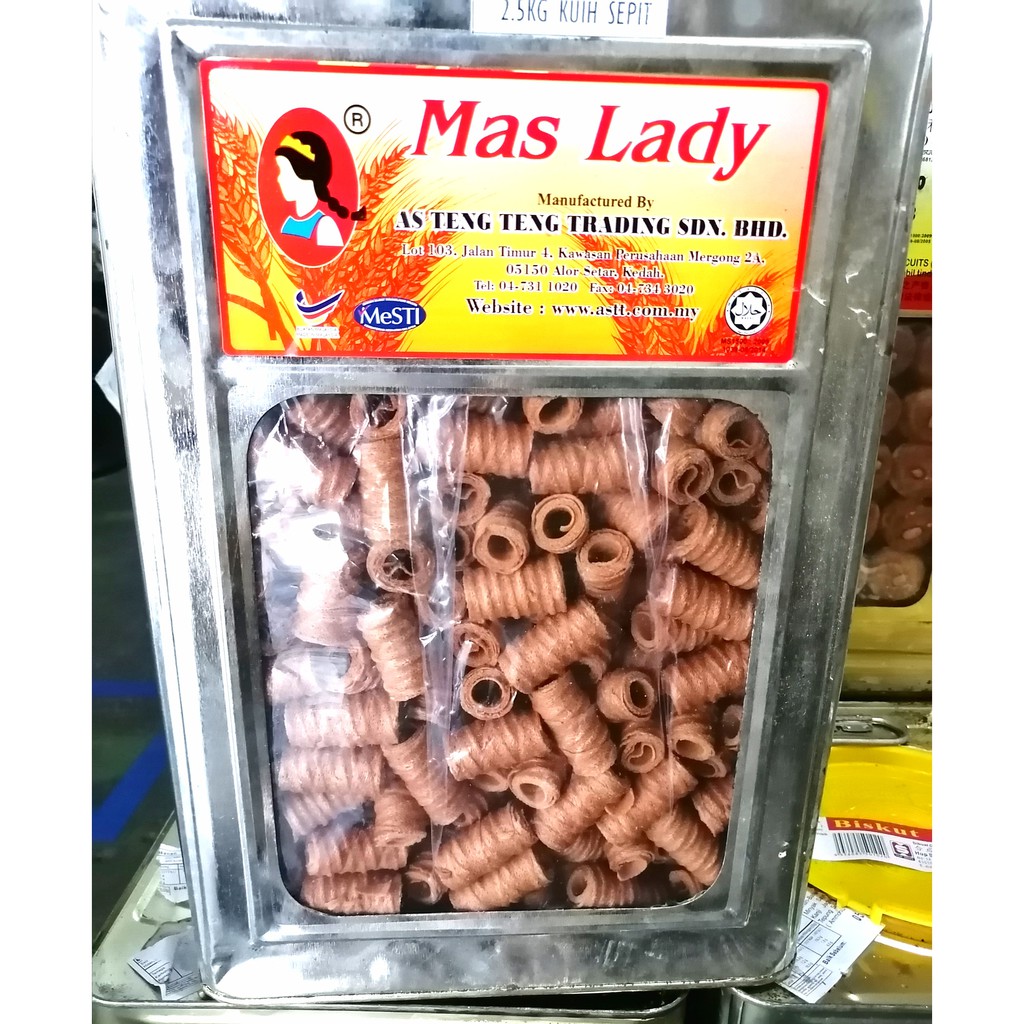 2.5KG KUIH SEPIT
®
Mas Lady
Manufactured By
AS TENG TENG TRADING SDN. BHD.
Lot 103, Jalan Timur 4, Kawasan Perusahaan Mergong 2A,
05150 Alor Setar, Kedah.
Tel: 04-731 1020 Fax: 04-734 3020
Website : www.astt.com.my
MeSTI
حلال
Biskut